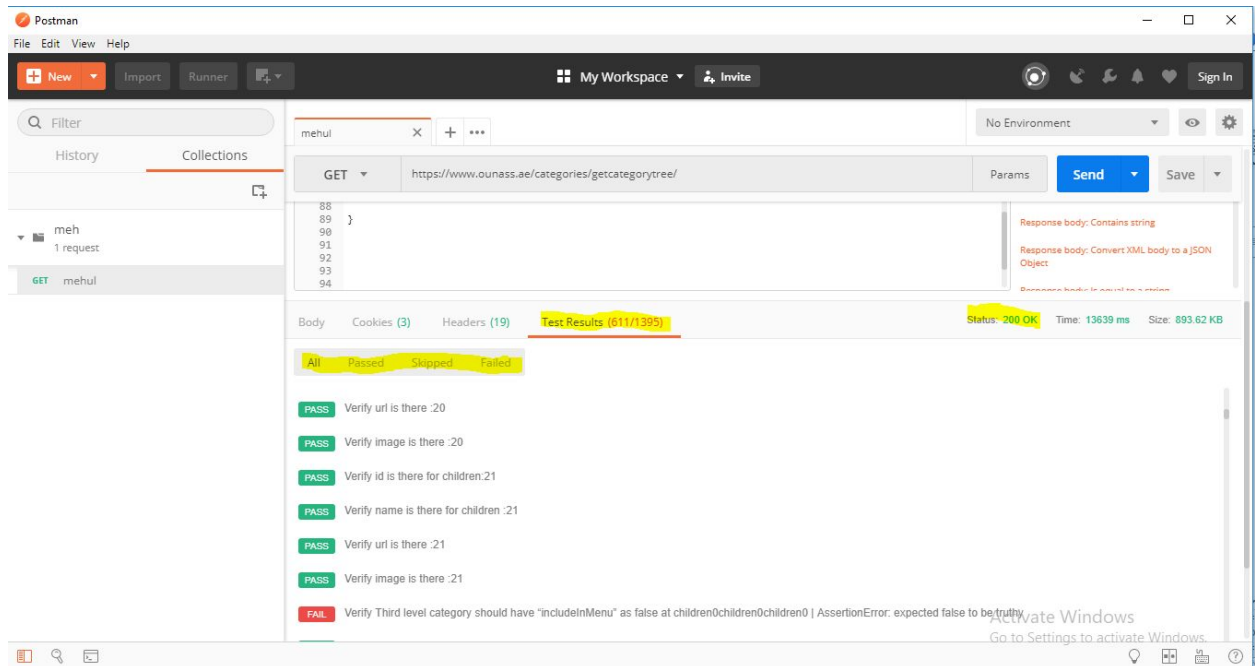 Postman
File Edit View Help
New Import Runner My Workspace Invite Sign In
Filter
History Collections
meh
1 request
GET mehul
mehul
No Environment
GET https://www.ounass.ae/categories/getcategorytree/ Params Send Save
88
89 }
90
91
92
93
94
Response body: Contains string
Response body: Convert XML body to a JSON
Object
Response body: Is equal to a string
Body Cookies (3) Headers (19) Test Results (611/1395) Status: 200 OK Time: 13639 ms Size: 893.62 KB
All Passed Skipped Failed
PASS Verify url is there :20
PASS Verify image is there :20
PASS Verify id is there for children:21
PASS Verify name is there for children :21
PASS Verify url is there :21
PASS Verify image is there :21
FAIL Verify Third level category should have “includeInMenu” as false at children0children0children0 | AssertionError: expected false to be truthy
Activate Windows
Go to Settings to activate Windows.